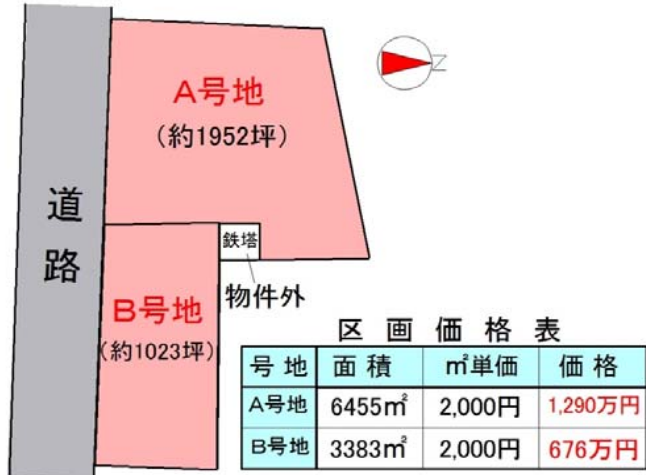 A号地
(約1952坪)
N
道路
鉄塔
物件外
B号地
(約1023坪)
区画価格表
号地 面積 ㎡単価 価格
A号地 6455㎡ 2,000円 1,290万円
B号地 3383㎡ 2,000円 676万円